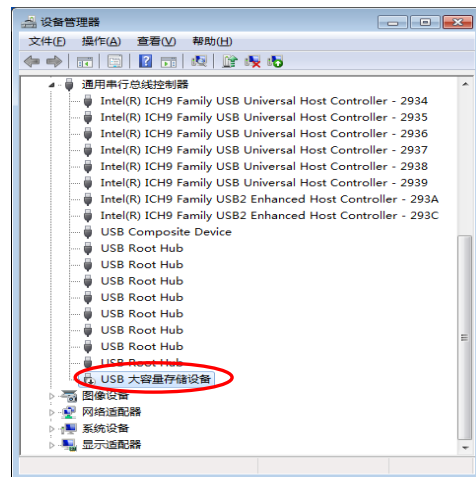 设备管理器
文件(F) 操作(A) 查看(V) 帮助(H)
通用串行总线控制器
Intel(R) ICH9 Family USB Universal Host Controller - 2934
Intel(R) ICH9 Family USB Universal Host Controller - 2935
Intel(R) ICH9 Family USB Universal Host Controller - 2936
Intel(R) ICH9 Family USB Universal Host Controller - 2937
Intel(R) ICH9 Family USB Universal Host Controller - 2938
Intel(R) ICH9 Family USB Universal Host Controller - 2939
Intel(R) ICH9 Family USB2 Enhanced Host Controller - 293A
Intel(R) ICH9 Family USB2 Enhanced Host Controller - 293C
USB Composite Device
USB Root Hub
USB Root Hub
USB Root Hub
USB Root Hub
USB Root Hub
USB Root Hub
USB Root Hub
USB Root Hub
USB 大容量存储设备
图像设备
网络适配器
系统设备
显示适配器